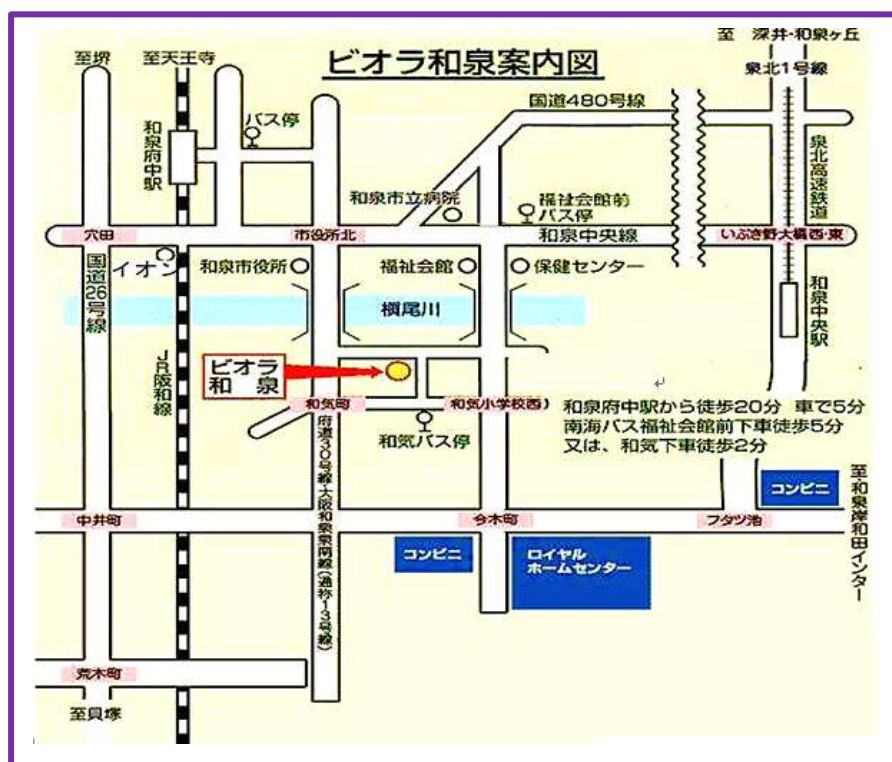 至 深井・和泉ヶ丘
至堺
至天王寺
ビオラ和泉案内図
泉北1号線
国道480号線
バス停
和泉府中駅
泉北高速鉄道
和泉市立病院
福祉会館前
バス停
穴田
市役所北
和泉中央線
いぶき野大橋西・東
国道26号線
イオン
和泉市役所
福祉会館
保健センター
槇尾川
和泉中央駅
JR阪和線
ビオラ
和泉
和気町
和気小学校西
和泉府中駅から徒歩20分 車で5分
南海バス福祉会館前下車徒歩5分
又は、和気下車徒歩2分
和気バス停
府道30号線・大阪和泉泉南線(通称13号線)
コンビニ
至和泉岸和田インター
中井町
今木町
フタツ池
コンビニ
ロイヤル
ホームセンター
荒木町
至貝塚